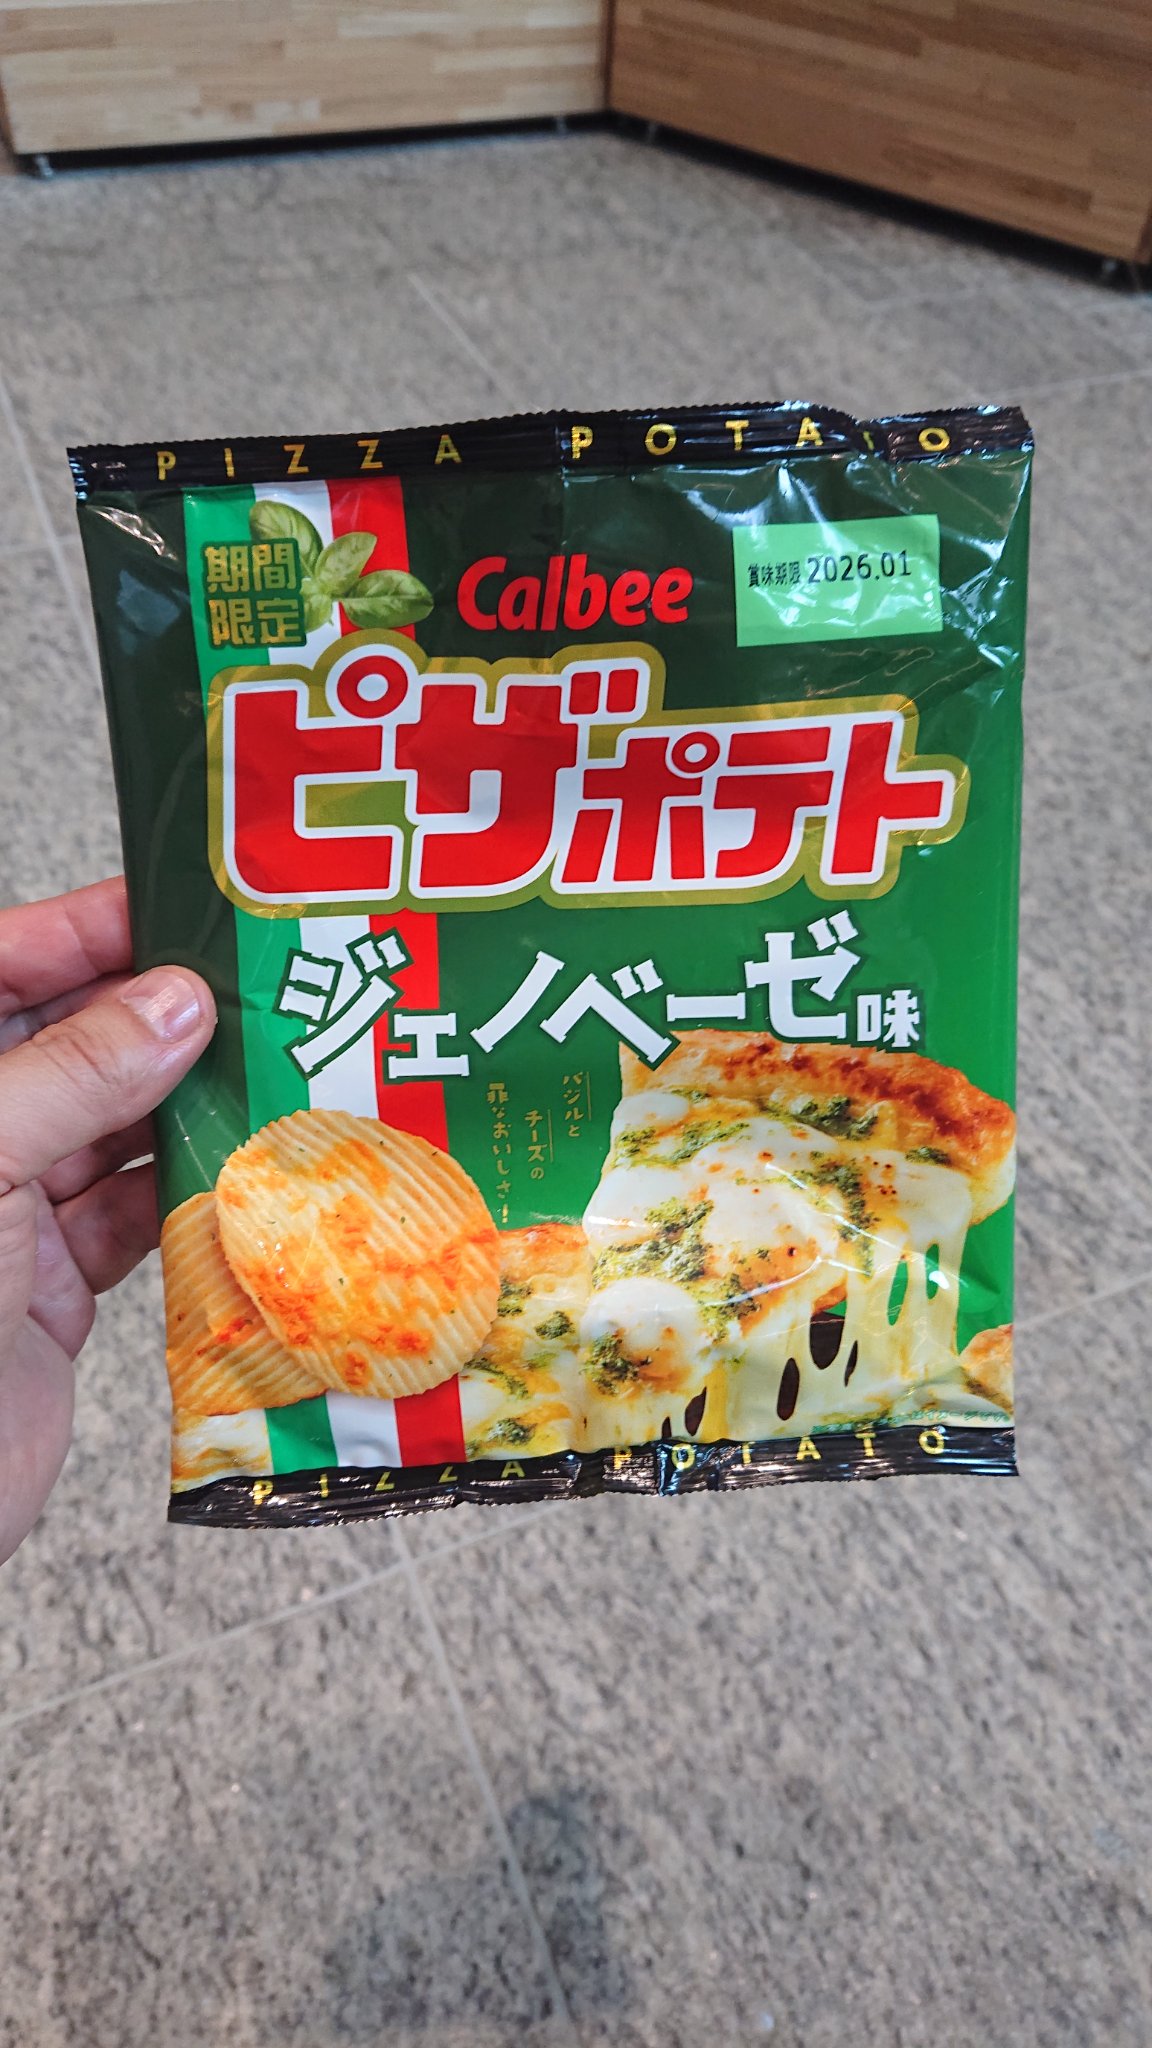 PIZZA POTATO
期間
限定
Calbee
賞味期限 2026.01
ピザポテト
ジェノベーゼ味
バジルと
チーズの
罪なおいしさ!
PIZZA POTATO